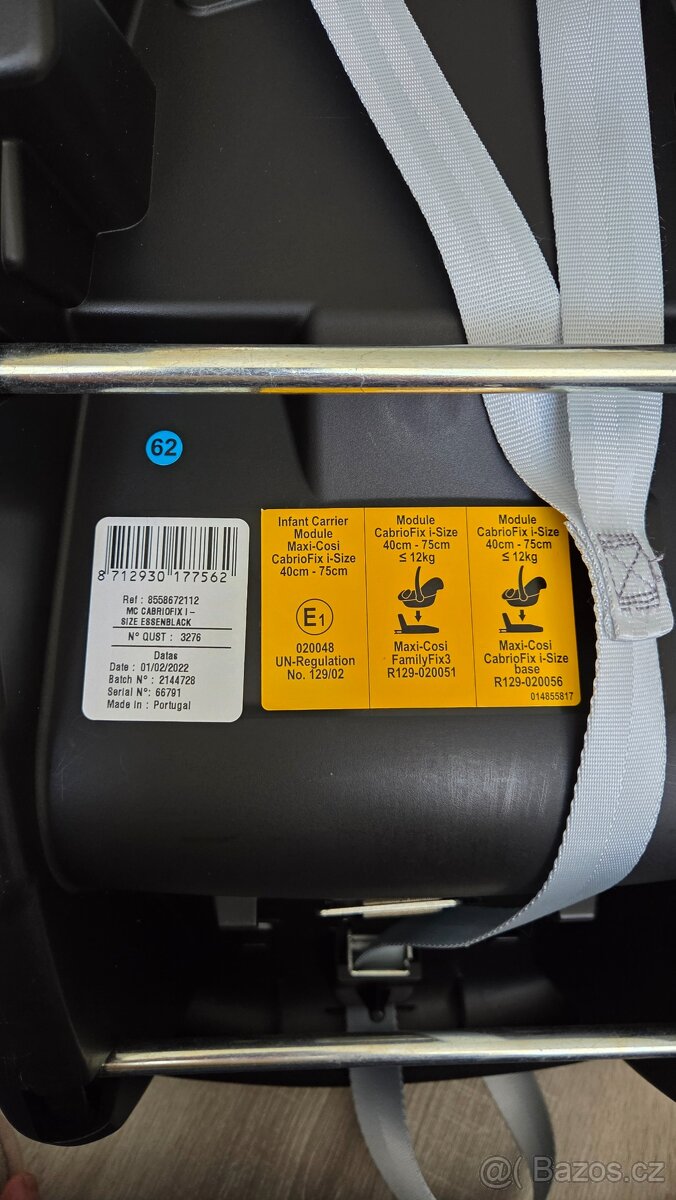 62
8 712930 177562
Ref : 8558672112
MC CABRIOFIX I -
SIZE ESSENBLACK
N° QUST : 3276
Datas
Date : 01/02/2022
Batch N° : 2144728
Serial N°: 66791
Made in : Portugal
Infant Carrier
Module
Maxi-Cosi
CabrioFix i-Size
40cm - 75cm
E1
020048
UN-Regulation
No. 129/02
Module
CabrioFix i-Size
40cm - 75cm
≤ 12kg
Maxi-Cosi
FamilyFix3
R129-020051
Module
CabrioFix i-Size
40cm - 75cm
≤ 12kg
Maxi-Cosi
CabrioFix i-Size
base
R129-020056
014855817
@ Bazos.cz